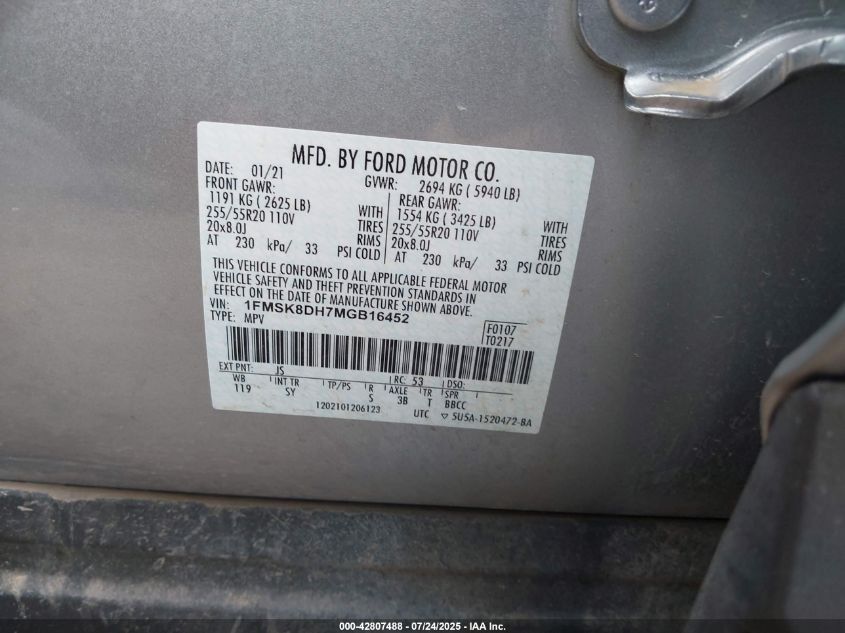 MFD. BY FORD MOTOR CO.
DATE: 01/21 GVWR: 2694 KG ( 5940 LB)
FRONT GAWR: REAR GAWR:
1191 KG ( 2625 LB) WITH 1554 KG ( 3425 LB) WITH
255/55R20 110V TIRES 255/55R20 110V TIRES
20x8.0J RIMS 20x8.0J RIMS
AT 230 kPa/ 33 PSI COLD AT 230 kPa/ 33 PSI COLD
THIS VEHICLE CONFORMS TO ALL APPLICABLE FEDERAL MOTOR
VEHICLE SAFETY AND THEFT PREVENTION STANDARDS IN
EFFECT ON THE DATE OF MANUFACTURE SHOWN ABOVE.
VIN: 1FMSK8DH7MGB16452
TYPE: MPV
F0107
T0217
EXT PNT: JS RC: 53 DSO:
WB INT TR TP/PS R AXLE TR SPR
119 SY S 3B T BBCC
1202101206123 UTC ▽ 5U5A-1520472-BA
000-42807488 - 07/24/2025 - IAA Inc.